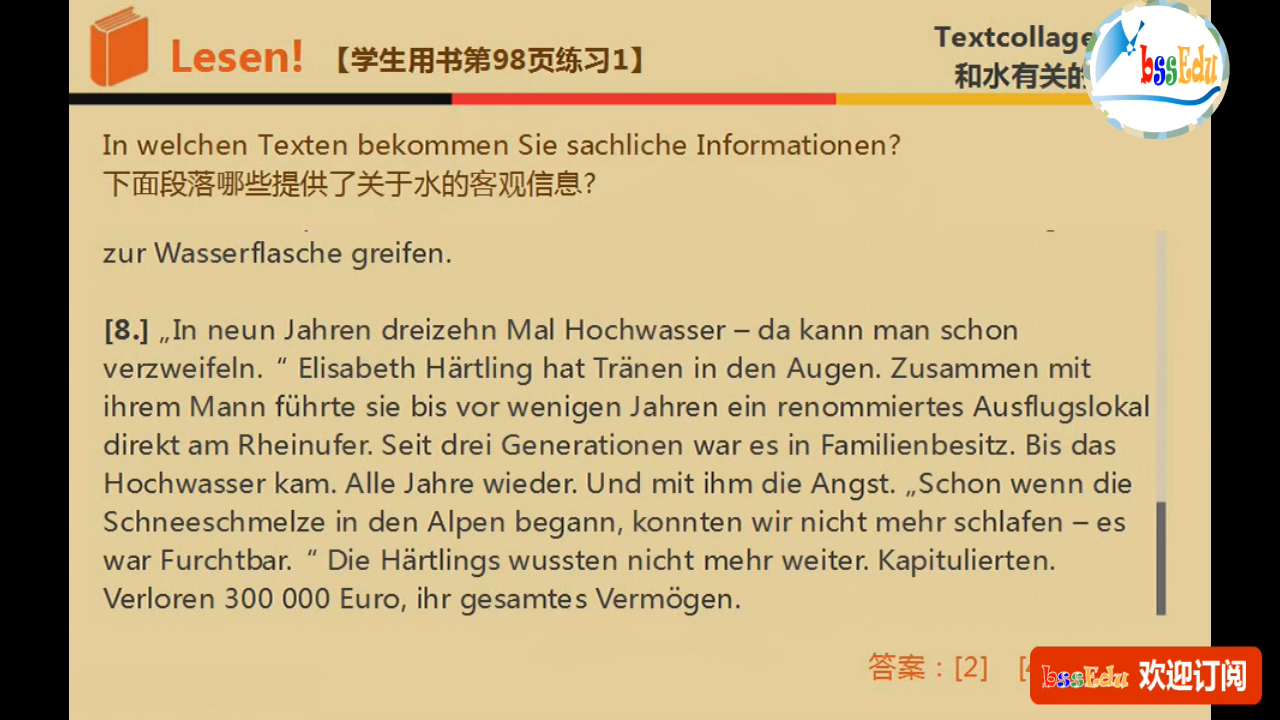 Lesen! 【学生用书第98页练习1】
Textcollage
和水有关的
bssEdu
In welchen Texten bekommen Sie sachliche Informationen?
下面段落哪些提供了关于水的客观信息?
zur Wasserflasche greifen.
[8.] „In neun Jahren dreizehn Mal Hochwasser – da kann man schon
verzweifeln. “ Elisabeth Härtling hat Tränen in den Augen. Zusammen mit
ihrem Mann führte sie bis vor wenigen Jahren ein renommiertes Ausflugslokal
direkt am Rheinufer. Seit drei Generationen war es in Familienbesitz. Bis das
Hochwasser kam. Alle Jahre wieder. Und mit ihm die Angst. „Schon wenn die
Schneeschmelze in den Alpen begann, konnten wir nicht mehr schlafen – es
war Furchtbar. “ Die Härtlings wussten nicht mehr weiter. Kapitulierten.
Verloren 300 000 Euro, ihr gesamtes Vermögen.
答案：[2]
bssEdu 欢迎订阅